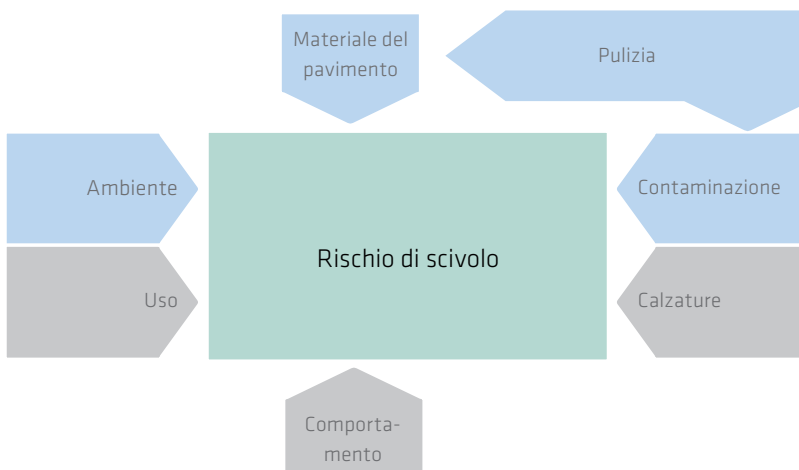 Materiale del
pavimento
Pulizia
Ambiente
Contaminazione
Rischio di scivolo
Uso
Calzature
Comporta-
mento